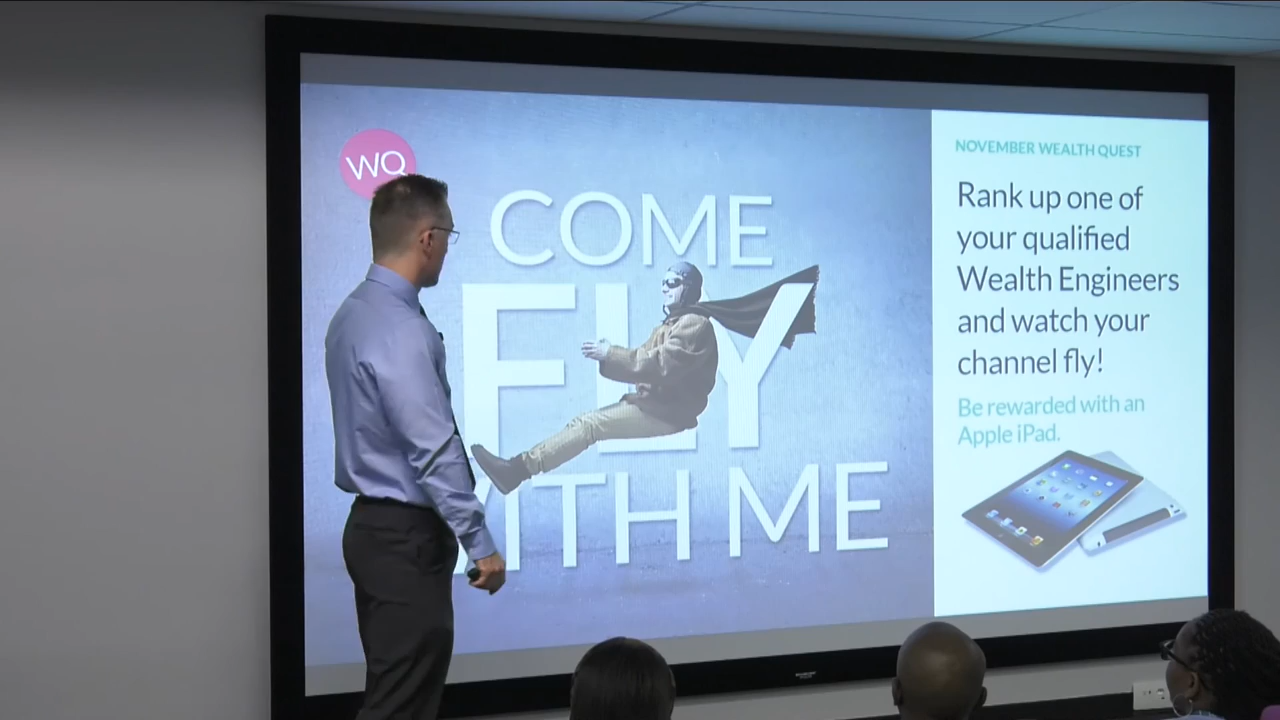 WQ
COME
FLY
WITH ME
NOVEMBER WEALTH QUEST
Rank up one of
your qualified
Wealth Engineers
and watch your
channel fly!
Be rewarded with an
Apple iPad.